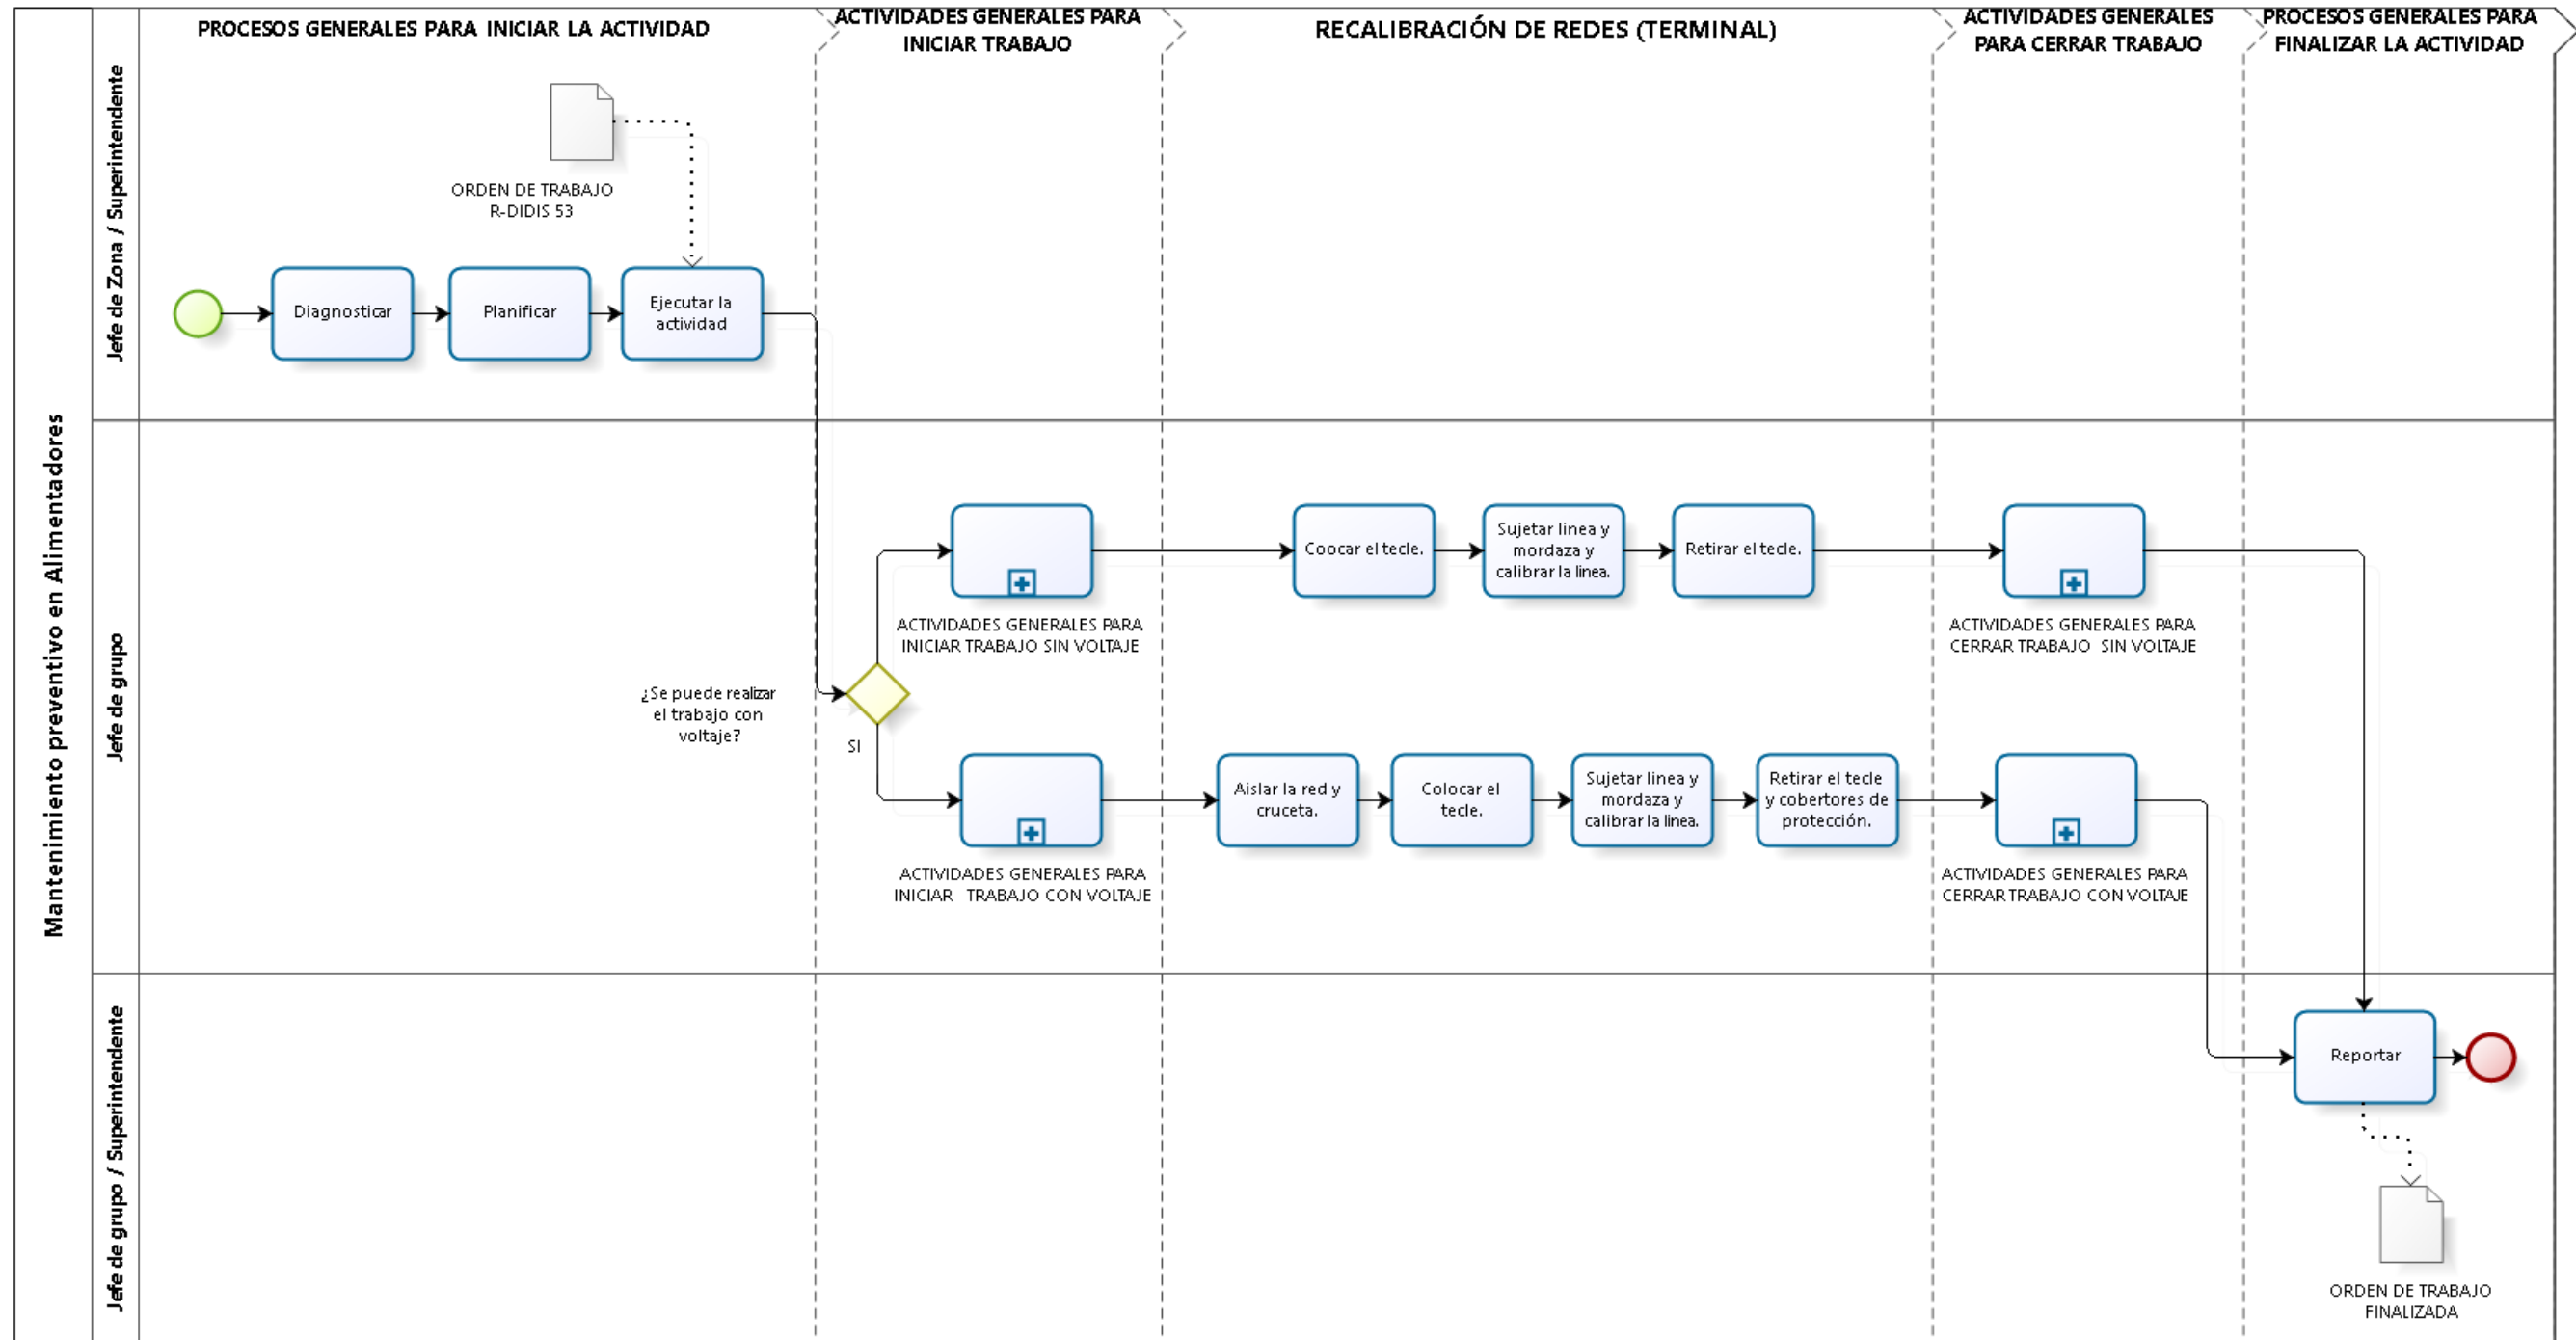 PROCESOS GENERALES PARA INICIAR LA ACTIVIDAD
ACTIVIDADES GENERALES PARA
INICIAR TRABAJO
RECALIBRACIÓN DE REDES (TERMINAL)
ACTIVIDADES GENERALES
PARA CERRAR TRABAJO
PROCESOS GENERALES PARA
FINALIZAR LA ACTIVIDAD
Mantenimiento preventivo en Alimentadores
Jefe de Zona / Superintendente
ORDEN DE TRABAJO
R-DIDIS 53
Diagnosticar
Planificar
Ejecutar la
actividad
Jefe de grupo
¿Se puede realizar
el trabajo con
voltaje?
SI
ACTIVIDADES GENERALES PARA
INICIAR TRABAJO SIN VOLTAJE
Coocar el tecle.
Sujetar linea y
mordaza y
calibrar la linea.
Retirar el tecle.
ACTIVIDADES GENERALES PARA
CERRAR TRABAJO SIN VOLTAJE
ACTIVIDADES GENERALES PARA
INICIAR TRABAJO CON VOLTAJE
Aislar la red y
cruceta.
Colocar el
tecle.
Sujetar linea y
mordaza y
calibrar la linea.
Retirar el tecle
y cobertores de
protección.
ACTIVIDADES GENERALES PARA
CERRAR TRABAJO CON VOLTAJE
Jefe de grupo / Superintendente
Reportar
ORDEN DE TRABAJO
FINALIZADA